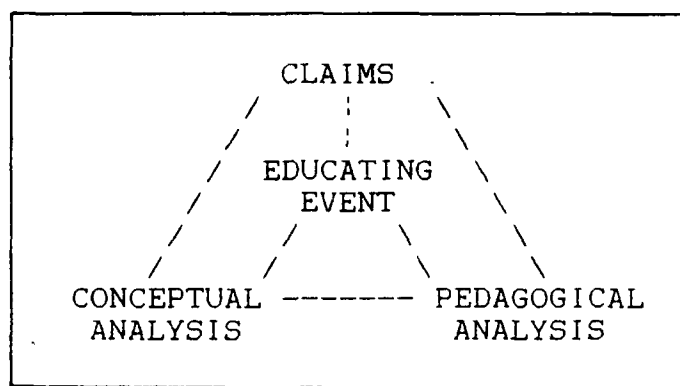 CLAIMS
EDUCATING
EVENT
CONCEPTUAL PEDAGOGICAL
ANALYSIS ANALYSIS